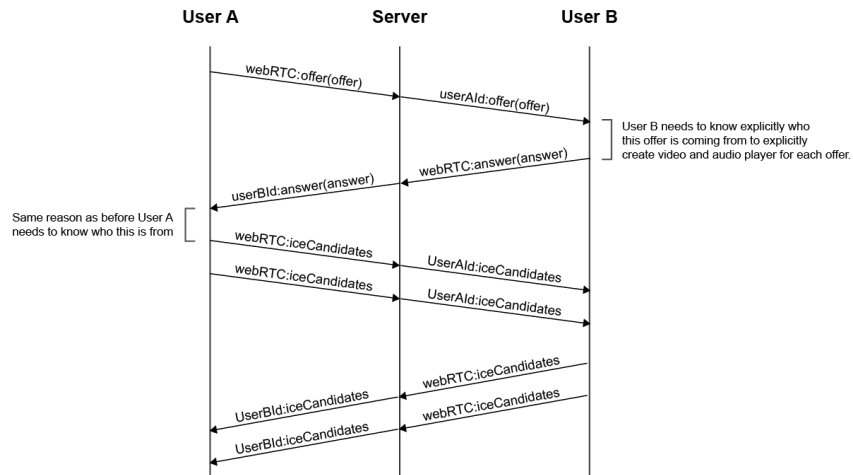 User A
Server
User B
webRTC:offer(offer)
userAId:offer(offer)
User B needs to know explicitly who
this offer is coming from to explicitly
create video and audio player for each offer.
webRTC:answer(answer)
userBId:answer(answer)
Same reason as before User A
needs to know who this is from
webRTC:iceCandidates
UserAId:iceCandidates
webRTC:iceCandidates
UserAId:iceCandidates
webRTC:iceCandidates
UserBId:iceCandidates
webRTC:iceCandidates
UserBId:iceCandidates